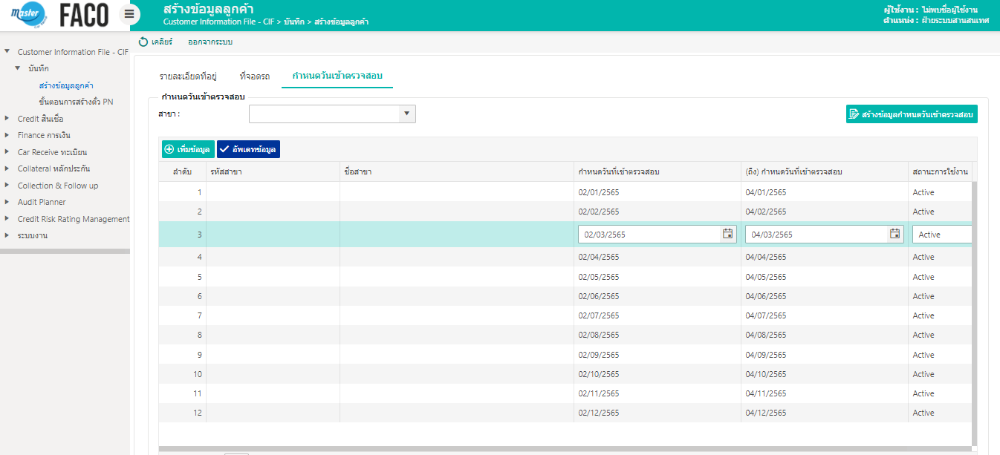 Master FACO
สร้างข้อมูลลูกค้า
Customer Information File - CIF > บันทึก > สร้างข้อมูลลูกค้า
ผู้ใช้งาน : ไม่พบชื่อผู้ใช้งาน
ตำแหน่ง : ฝ่ายระบบสานสนเทศ
เคลียร์ ออกจากระบบ
Customer Information File - CIF
บันทึก
สร้างข้อมูลลูกค้า
ขั้นตอนการสร้างตั๋ว PN
Credit สินเชื่อ
Finance การเงิน
Car Receive ทะเบียน
Collateral หลักประกัน
Collection & Follow up
Audit Planner
Credit Risk Rating Management
ระบบงาน
รายละเอียดที่อยู่ ที่จอดรถ กำหนดวันเข้าตรวจสอบ
กำหนดวันเข้าตรวจสอบ
สาขา :
สร้างข้อมูลกำหนดวันเข้าตรวจสอบ
เพิ่มข้อมูล อัพเดทข้อมูล
ลำดับ รหัสสาขา ชื่อสาขา กำหนดวันที่เข้าตรวจสอบ (ถึง) กำหนดวันที่เข้าตรวจสอบ สถานะการใช้งาน
1 02/01/2565 04/01/2565 Active
2 02/02/2565 04/02/2565 Active
3 02/03/2565 04/03/2565 Active
4 02/04/2565 04/04/2565 Active
5 02/05/2565 04/05/2565 Active
6 02/06/2565 04/06/2565 Active
7 02/07/2565 04/07/2565 Active
8 02/08/2565 04/08/2565 Active
9 02/09/2565 04/09/2565 Active
10 02/10/2565 04/10/2565 Active
11 02/11/2565 04/11/2565 Active
12 02/12/2565 04/12/2565 Active